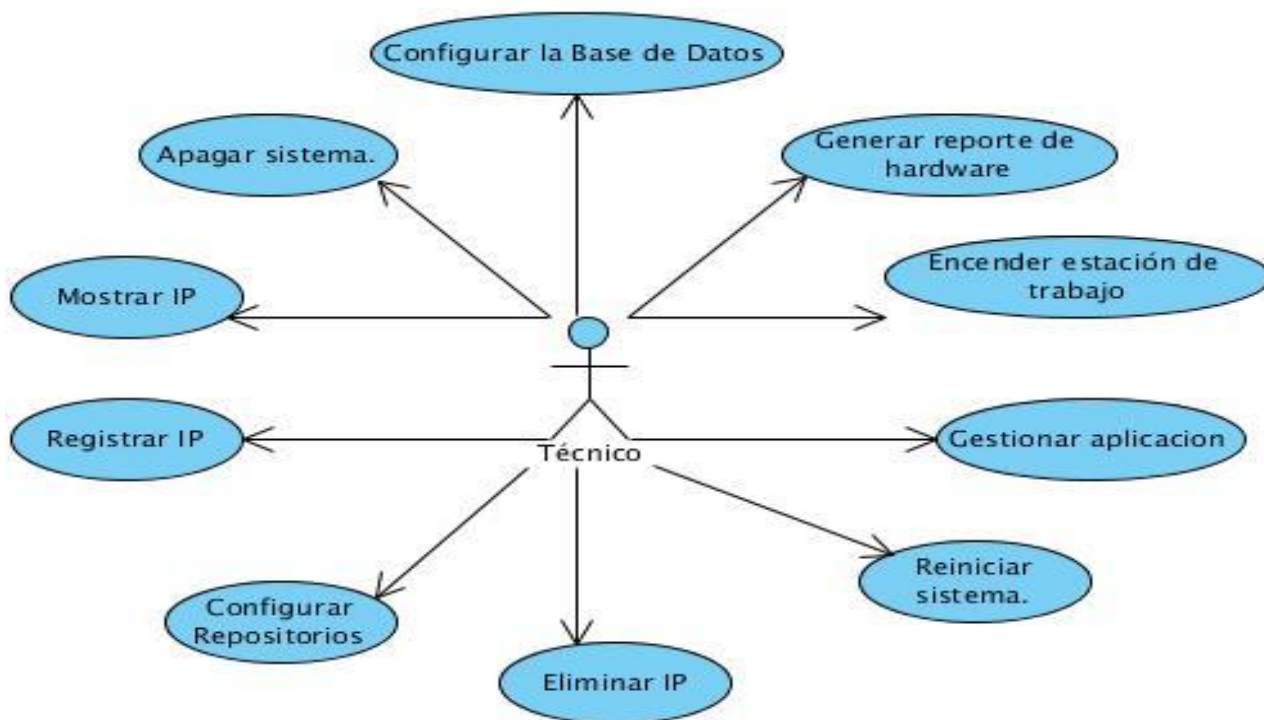 Configurar la Base de Datos
Apagar sistema.
Generar reporte de
hardware
Mostrar IP
Encender estación de
trabajo
Registrar IP
Técnico
Gestionar aplicacion
Configurar
Repositorios
Reiniciar
sistema.
Eliminar IP